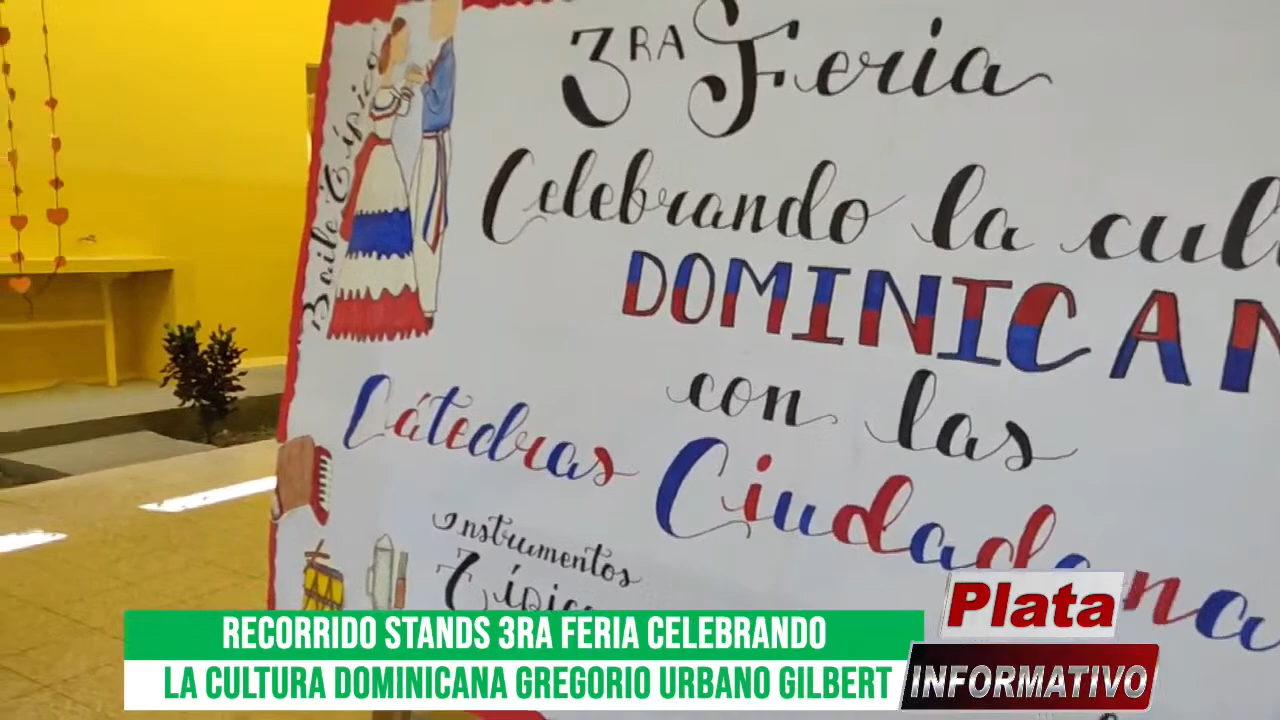 3RA Feria
Celebrando la cul
DOMINICAN
con las
Cátedras Ciudadana
Baile Típico
Instrumentos
Típico
RECORRIDO STANDS 3RA FERIA CELEBRANDO
LA CULTURA DOMINICANA GREGORIO URBANO GILBERT
Plata
INFORMATIVO